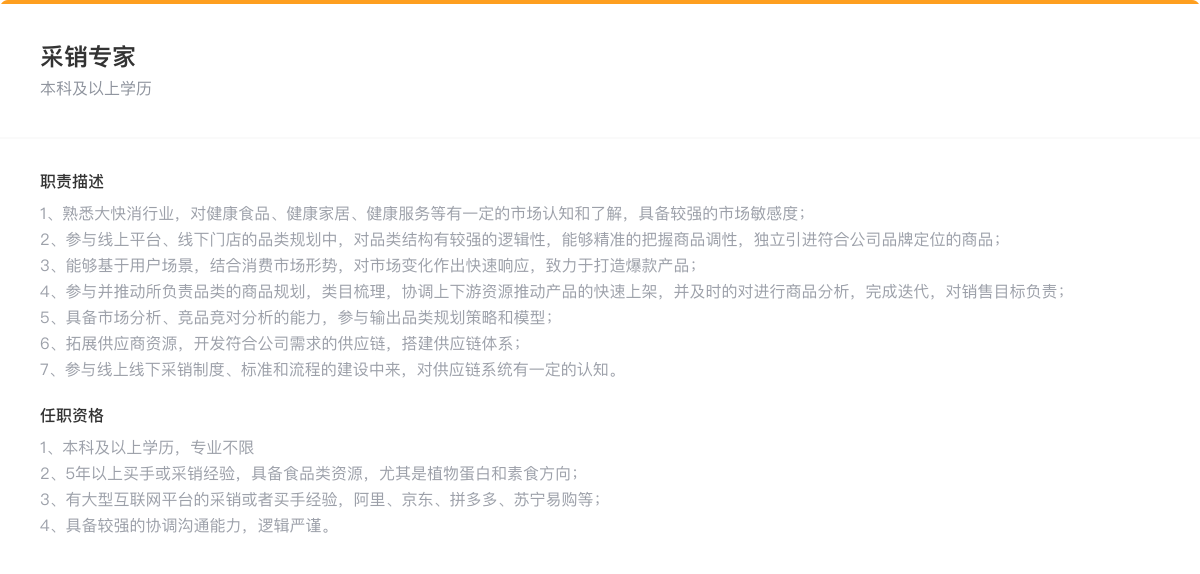 采销专家
本科及以上学历
职责描述
1、熟悉大快消行业，对健康食品、健康家居、健康服务等有一定的市场认知和了解，具备较强的市场敏感度；
2、参与线上平台、线下门店的品类规划中，对品类结构有较强的逻辑性，能够精准的把握商品调性，独立引进符合公司品牌定位的商品；
3、能够基于用户场景，结合消费市场形势，对市场变化作出快速响应，致力于打造爆款产品；
4、参与并推动所负责品类的商品规划，类目梳理，协调上下游资源推动产品的快速上架，并及时的对进行商品分析，完成迭代，对销售目标负责；
5、具备市场分析、竞品竞对分析的能力，参与输出品类规划策略和模型；
6、拓展供应商资源，开发符合公司需求的供应链，搭建供应链体系；
7、参与线上线下采销制度、标准和流程的建设中来，对供应链系统有一定的认知。
任职资格
1、本科及以上学历，专业不限
2、5年以上买手或采销经验，具备食品类资源，尤其是植物蛋白和素食方向；
3、有大型互联网平台的采销或者买手经验，阿里、京东、拼多多、苏宁易购等；
4、具备较强的协调沟通能力，逻辑严谨。